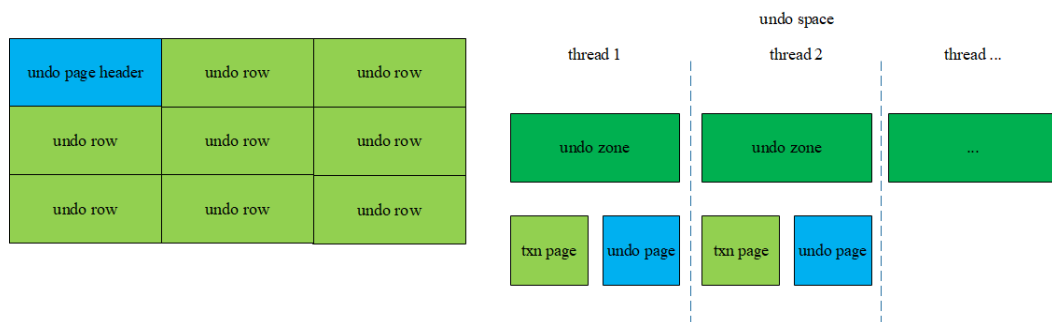 undo page header
undo row
undo row
undo row
undo row
undo row
undo row
undo row
undo row
undo space
thread 1
thread 2
thread ...
undo zone
undo zone
...
txn page
undo page
txn page
undo page